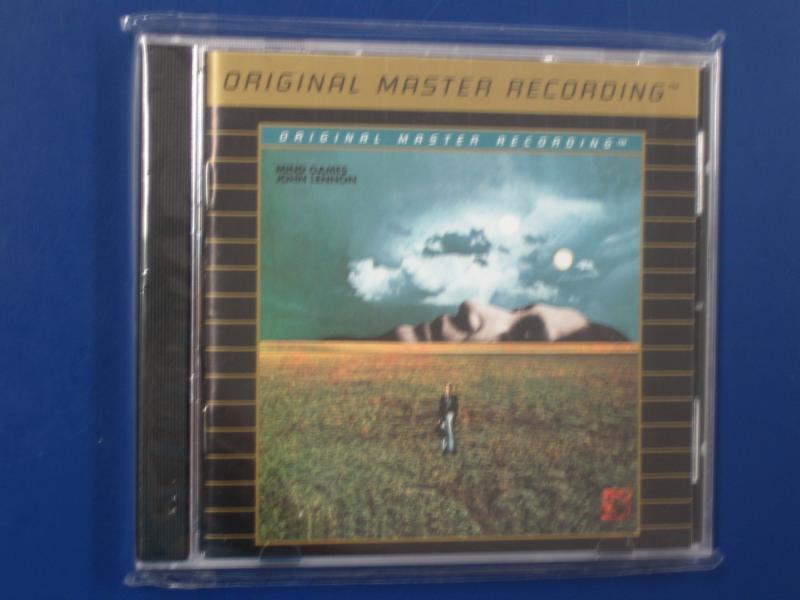 ORIGINAL MASTER RECORDING™
ORIGINAL MASTER RECORDING™
MIND GAMES
JOHN LENNON